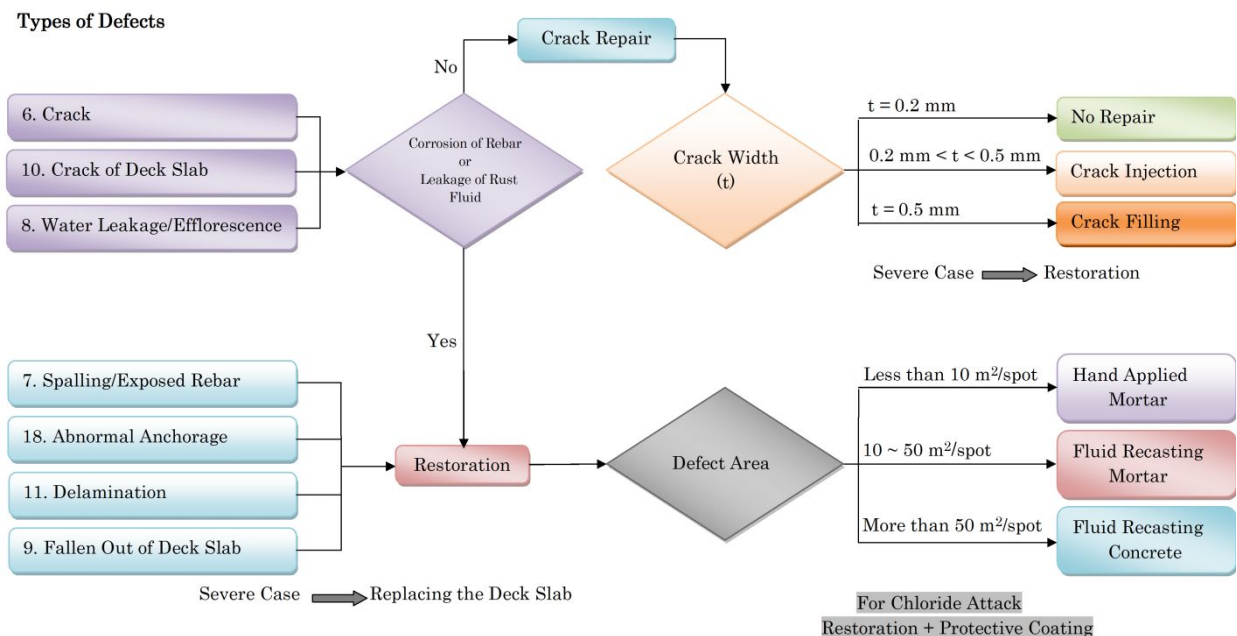 Types of Defects
Crack Repair
No
6. Crack
10. Crack of Deck Slab
8. Water Leakage/Efflorescence
Corrosion of Rebar
or
Leakage of Rust
Fluid
Crack Width
(t)
t = 0.2 mm
No Repair
0.2 mm < t < 0.5 mm
Crack Injection
t = 0.5 mm
Crack Filling
Severe Case
Restoration
Yes
7. Spalling/Exposed Rebar
18. Abnormal Anchorage
11. Delamination
9. Fallen Out of Deck Slab
Restoration
Defect Area
Less than 10 m²/spot
Hand Applied
Mortar
10 ~ 50 m²/spot
Fluid Recasting
Mortar
More than 50 m²/spot
Fluid Recasting
Concrete
Severe Case
Replacing the Deck Slab
For Chloride Attack
Restoration + Protective Coating